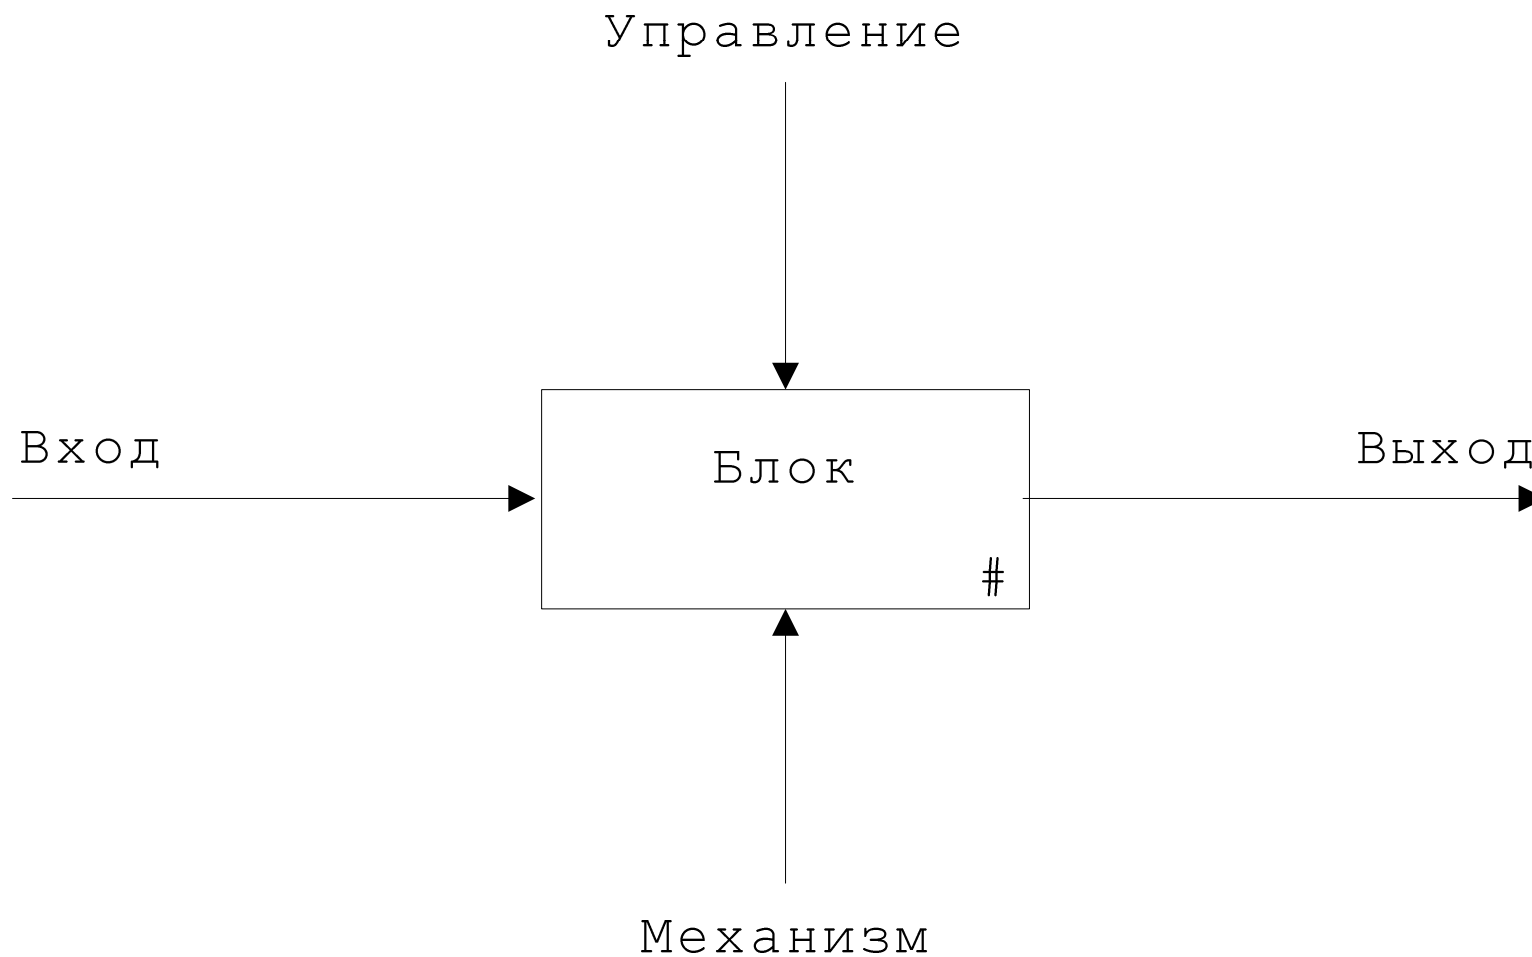 Управление
Вход
Блок
Выход
#
Механизм